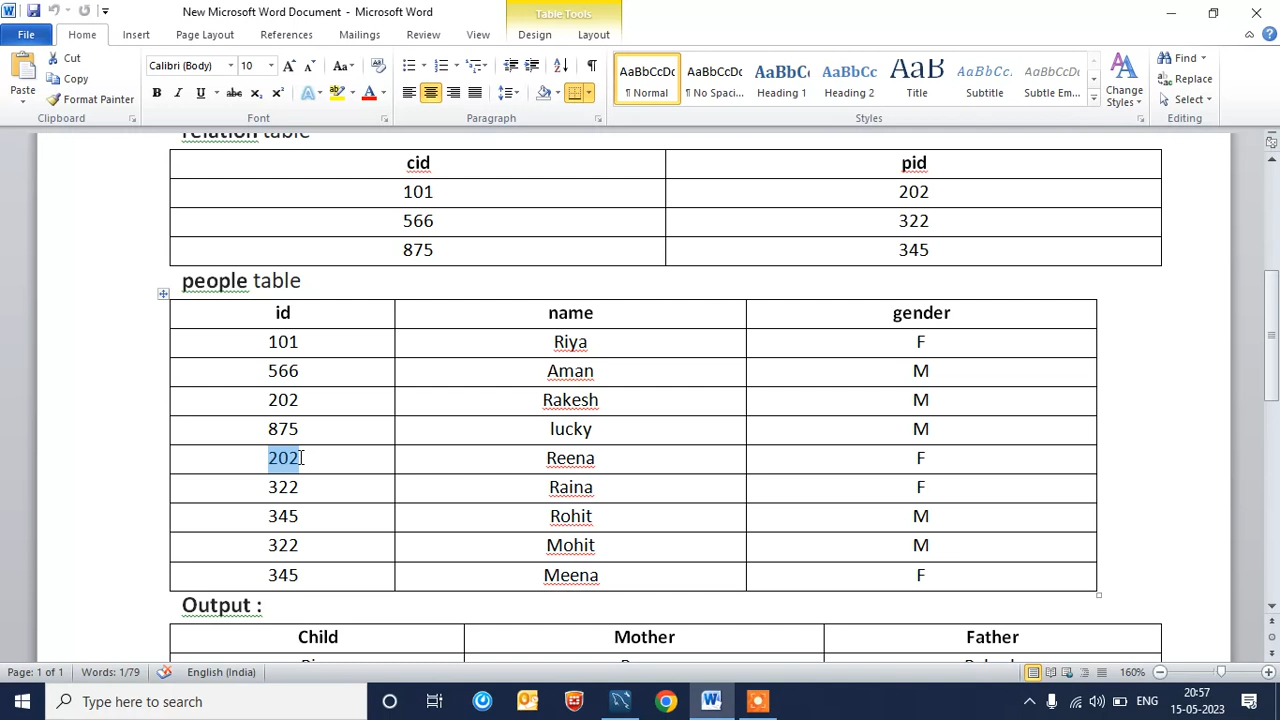 New Microsoft Word Document - Microsoft Word
Table Tools
File Home Insert Page Layout References Mailings Review View Design Layout
Paste
Cut
Copy
Format Painter
Clipboard
Calibri (Body) 10
Font
Paragraph
AaBbCcDc AaBbCcDc AaBbC AaBbCc AaB AaBbCc. AaBbCcDc
¶ Normal ¶ No Spaci... Heading 1 Heading 2 Title Subtitle Subtle Em...
Styles
Change Styles
Find
Replace
Select
Editing
relation table
cid pid
101 202
566 322
875 345
people table
id name gender
101 Riya F
566 Aman M
202 Rakesh M
875 lucky M
202 Reena F
322 Raina F
345 Rohit M
322 Mohit M
345 Meena F
Output :
Child Mother Father
Page: 1 of 1 Words: 1/79 English (India) 160%
Type here to search
ENG
20:57
15-05-2023